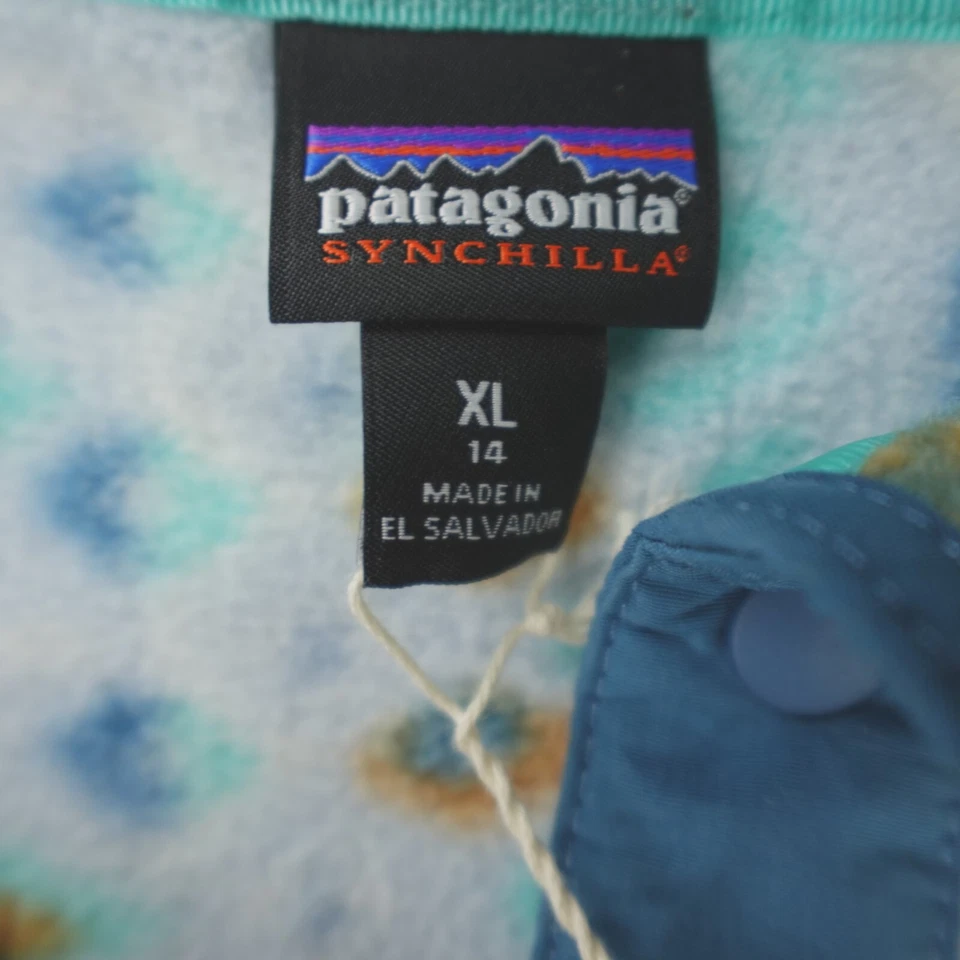 patagonia®
SYNCHILLA®
XL
14
MADE IN
EL SALVADOR